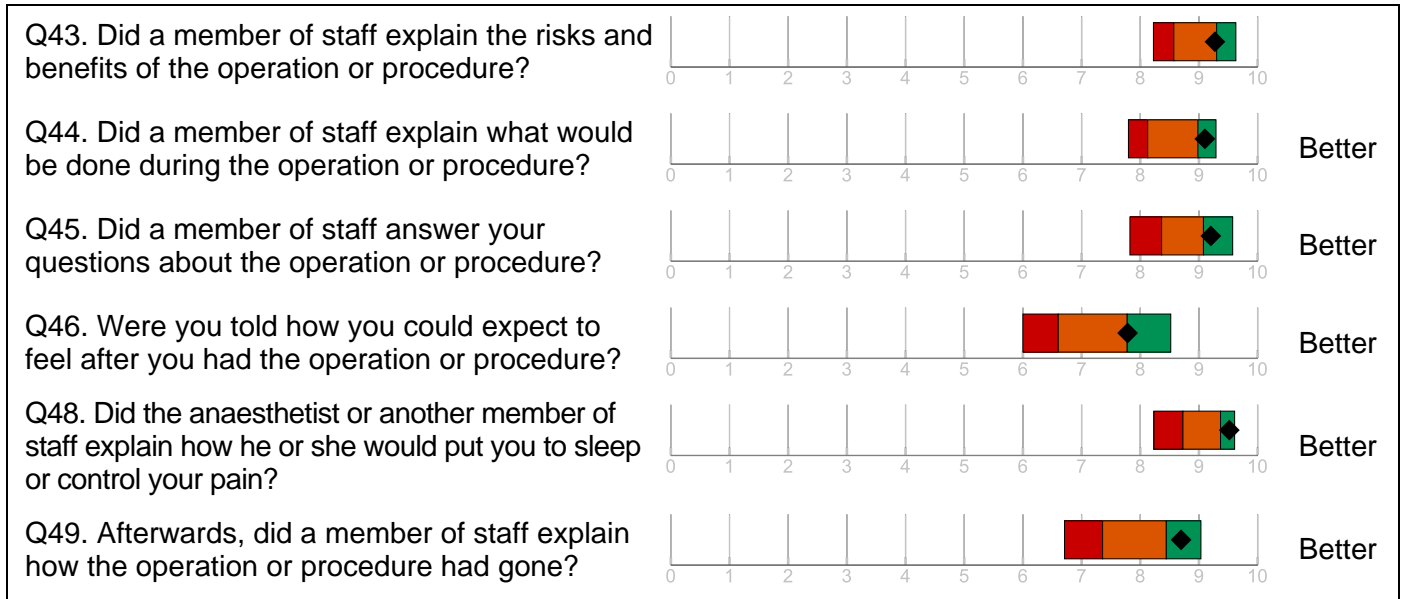 Q43. Did a member of staff explain the risks and
benefits of the operation or procedure?
0 1 2 3 4 5 6 7 8 9 10
Q44. Did a member of staff explain what would
be done during the operation or procedure?
Better
0 1 2 3 4 5 6 7 8 9 10
Q45. Did a member of staff answer your
questions about the operation or procedure?
Better
0 1 2 3 4 5 6 7 8 9 10
Q46. Were you told how you could expect to
feel after you had the operation or procedure?
Better
0 1 2 3 4 5 6 7 8 9 10
Q48. Did the anaesthetist or another member of
staff explain how he or she would put you to sleep
or control your pain?
Better
0 1 2 3 4 5 6 7 8 9 10
Q49. Afterwards, did a member of staff explain
how the operation or procedure had gone?
Better
0 1 2 3 4 5 6 7 8 9 10